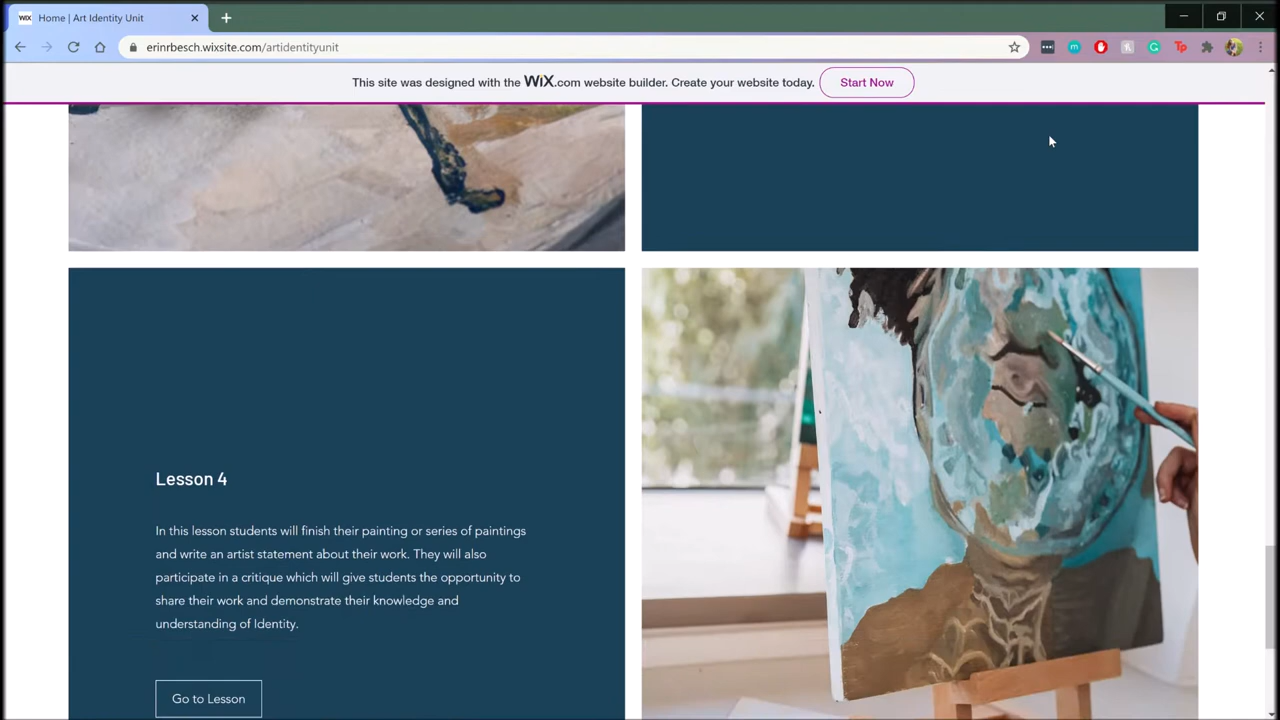 WIX Home | Art Identity Unit
erinrbesch.wixsite.com/artidentityunit
This site was designed with the WiX.com website builder. Create your website today. Start Now
Lesson 4
In this lesson students will finish their painting or series of paintings
and write an artist statement about their work. They will also
participate in a critique which will give students the opportunity to
share their work and demonstrate their knowledge and
understanding of Identity.
Go to Lesson